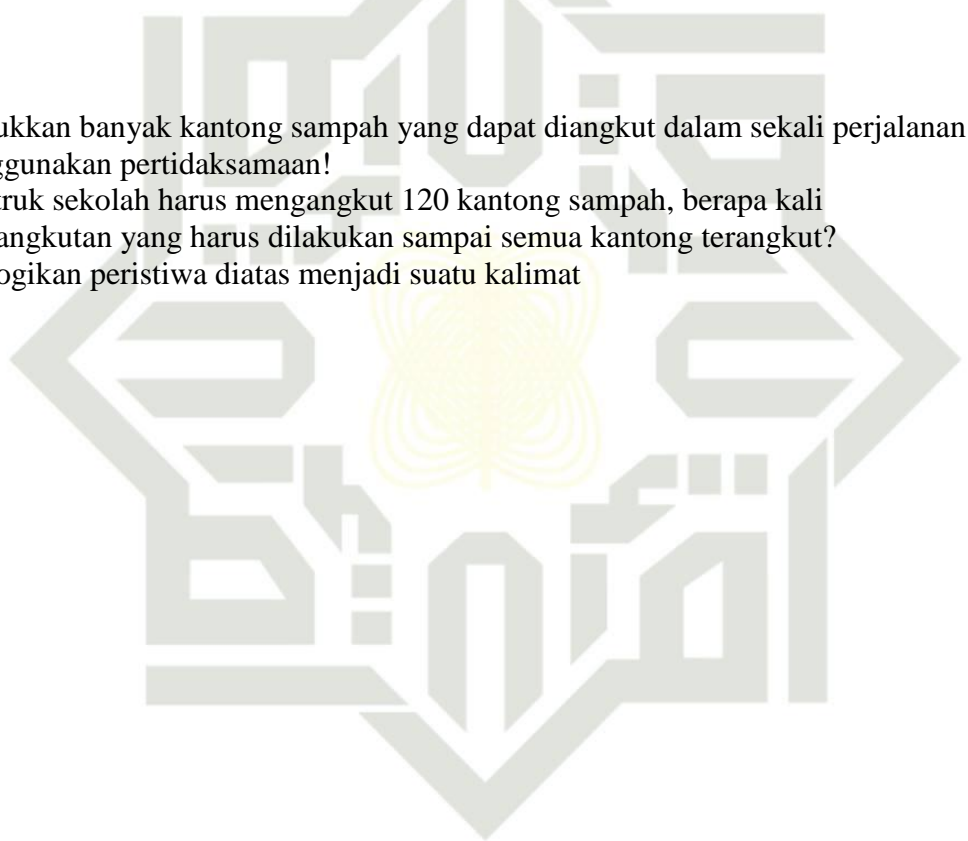 ukkan banyak kantong sampah yang dapat diangkut dalam sekali perjalanan
ggunakan pertidaksamaan!
truk sekolah harus mengangkut 120 kantong sampah, berapa kali
angkutan yang harus dilakukan sampai semua kantong terangkut?
ogikan peristiwa diatas menjadi suatu kalimat